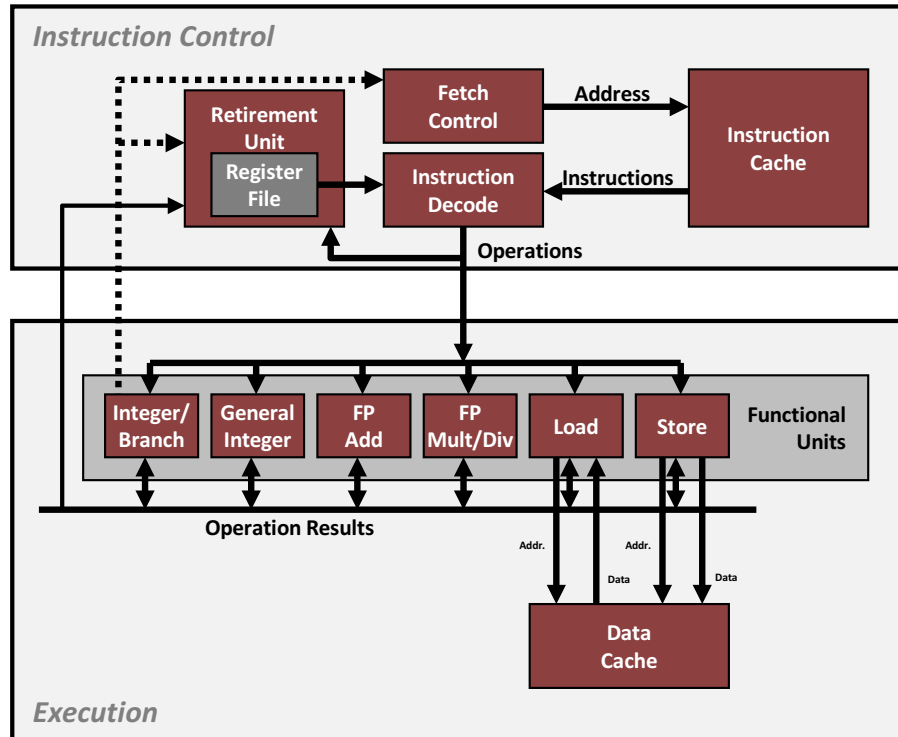 Instruction Control
Fetch
Control
Address
Instruction
Cache
Retirement
Unit
Register
File
Instruction
Decode
Instructions
Operations
Integer/
Branch
General
Integer
FP
Add
FP
Mult/Div
Load
Store
Functional
Units
Operation Results
Addr.
Data
Addr.
Data
Data
Cache
Execution